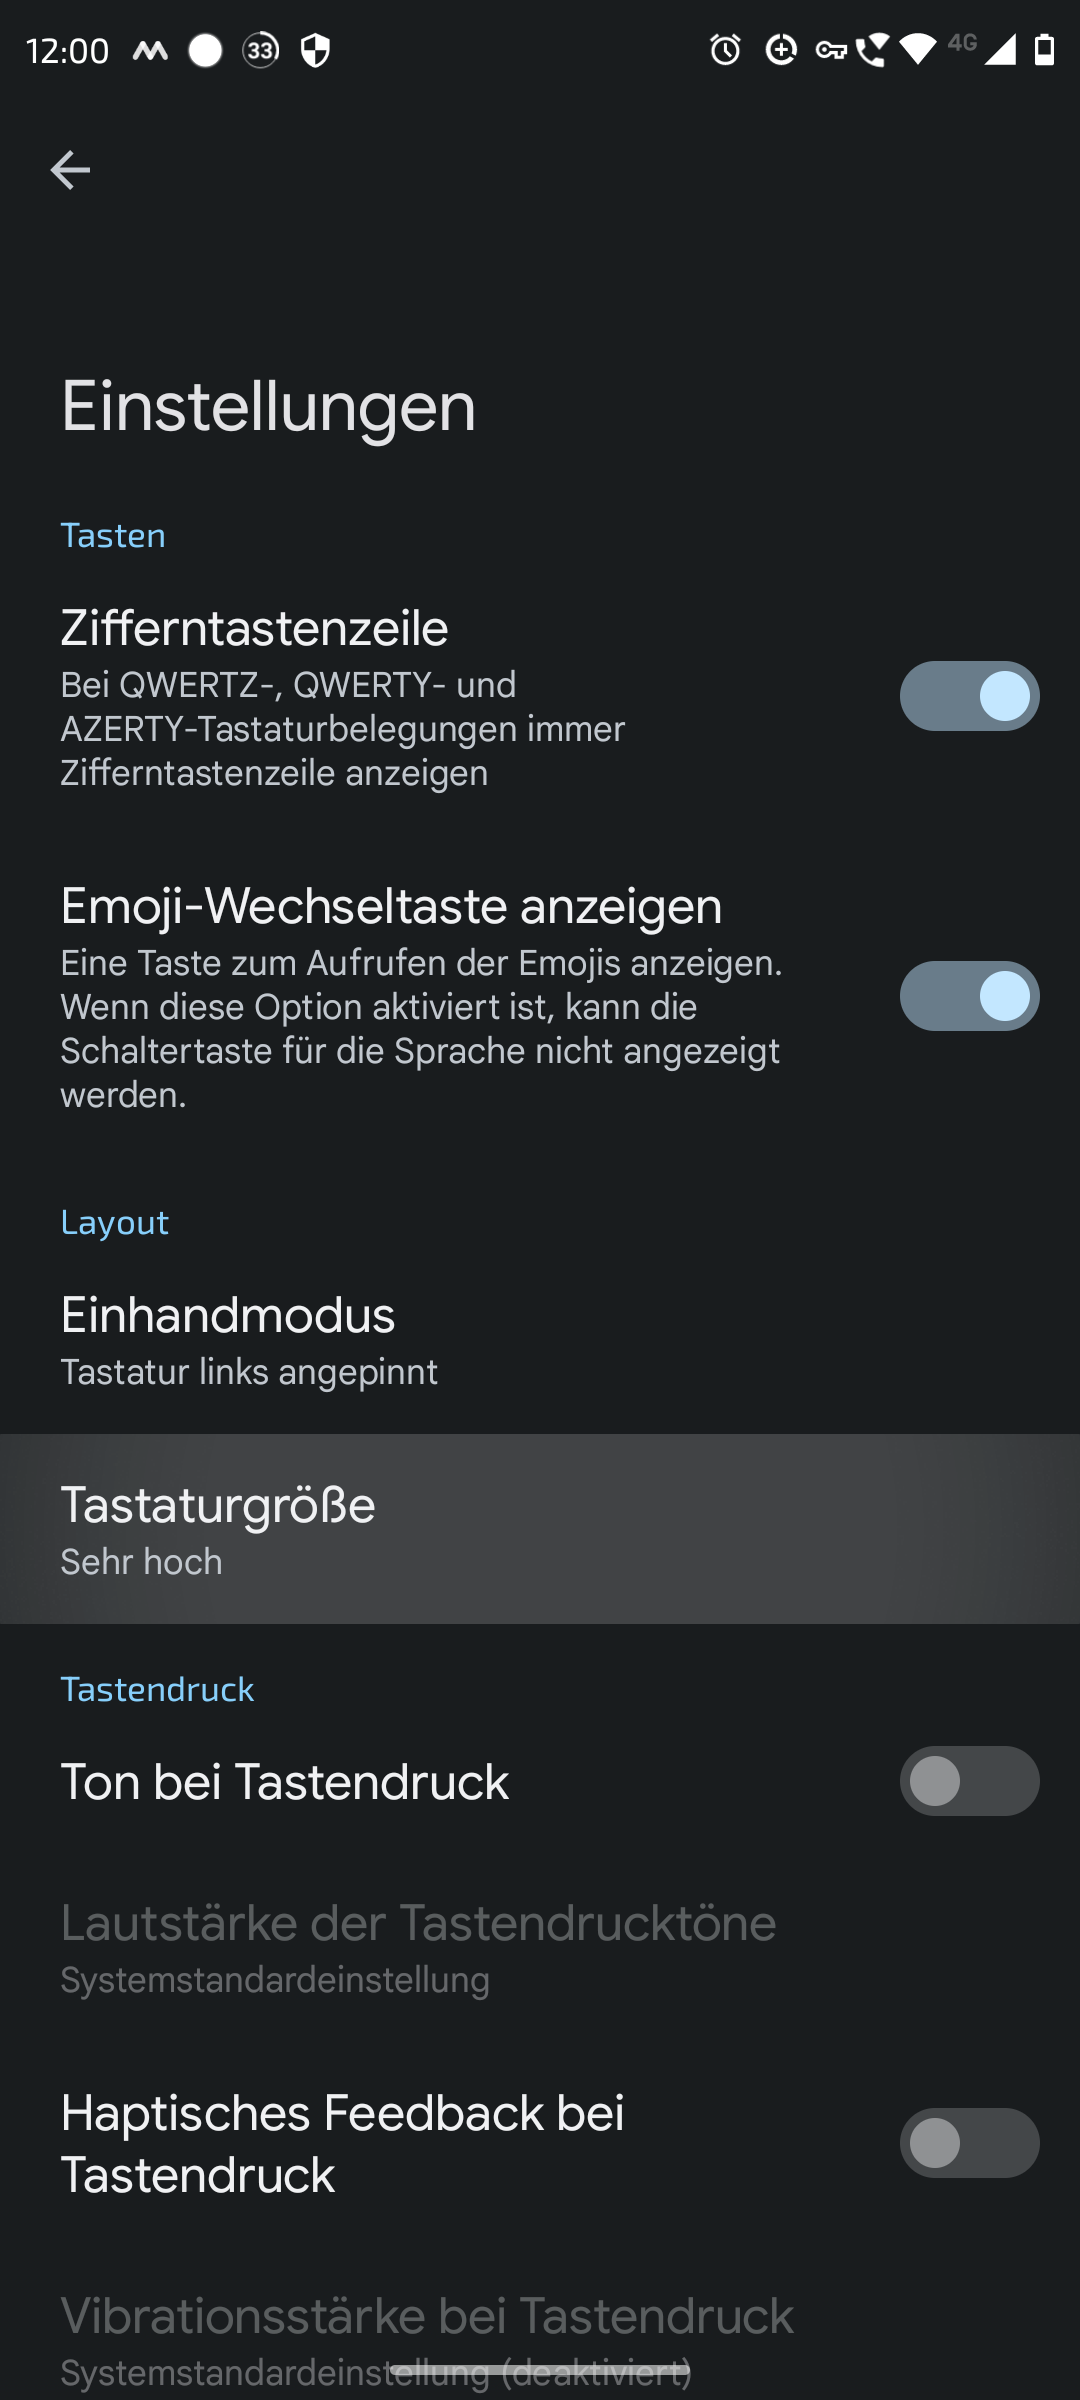 12:00
33
4G
Einstellungen
Tasten
Zifferntastenzeile
Bei QWERTZ-, QWERTY- und
AZERTY-Tastaturbelegungen immer
Zifferntastenzeile anzeigen
Emoji-Wechseltaste anzeigen
Eine Taste zum Aufrufen der Emojis anzeigen.
Wenn diese Option aktiviert ist, kann die
Schaltertaste für die Sprache nicht angezeigt
werden.
Layout
Einhandmodus
Tastatur links angepinnt
Tastaturgröße
Sehr hoch
Tastendruck
Ton bei Tastendruck
Lautstärke der Tastendrucktöne
Systemstandardeinstellung
Haptisches Feedback bei
Tastendruck
Vibrationsstärke bei Tastendruck
Systemstandardeinstellung (deaktiviert)